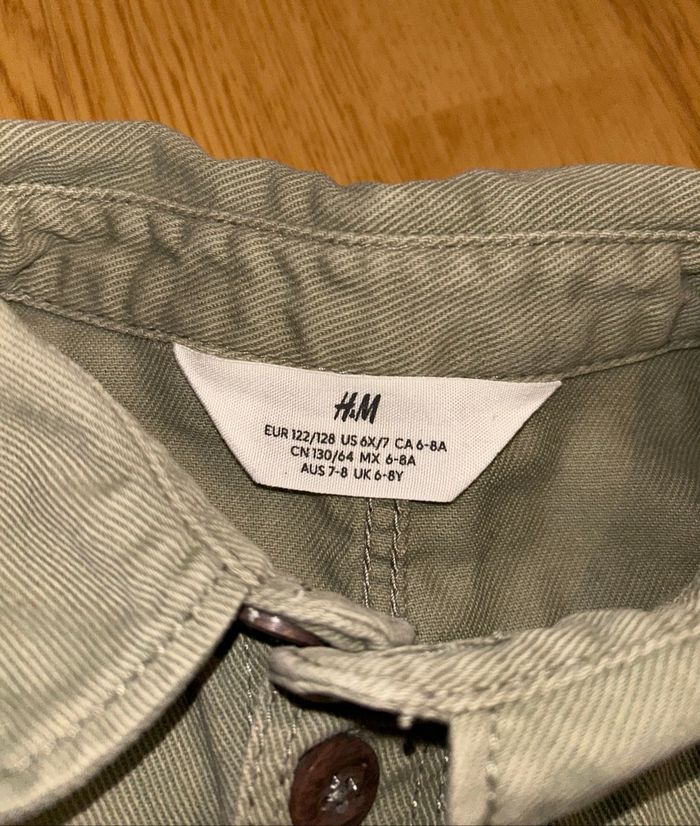 H&M
EUR 122/128 US 6X/7 CA 6-8A
CN 130/64 MX 6-8A
AUS 7-8 UK 6-8Y